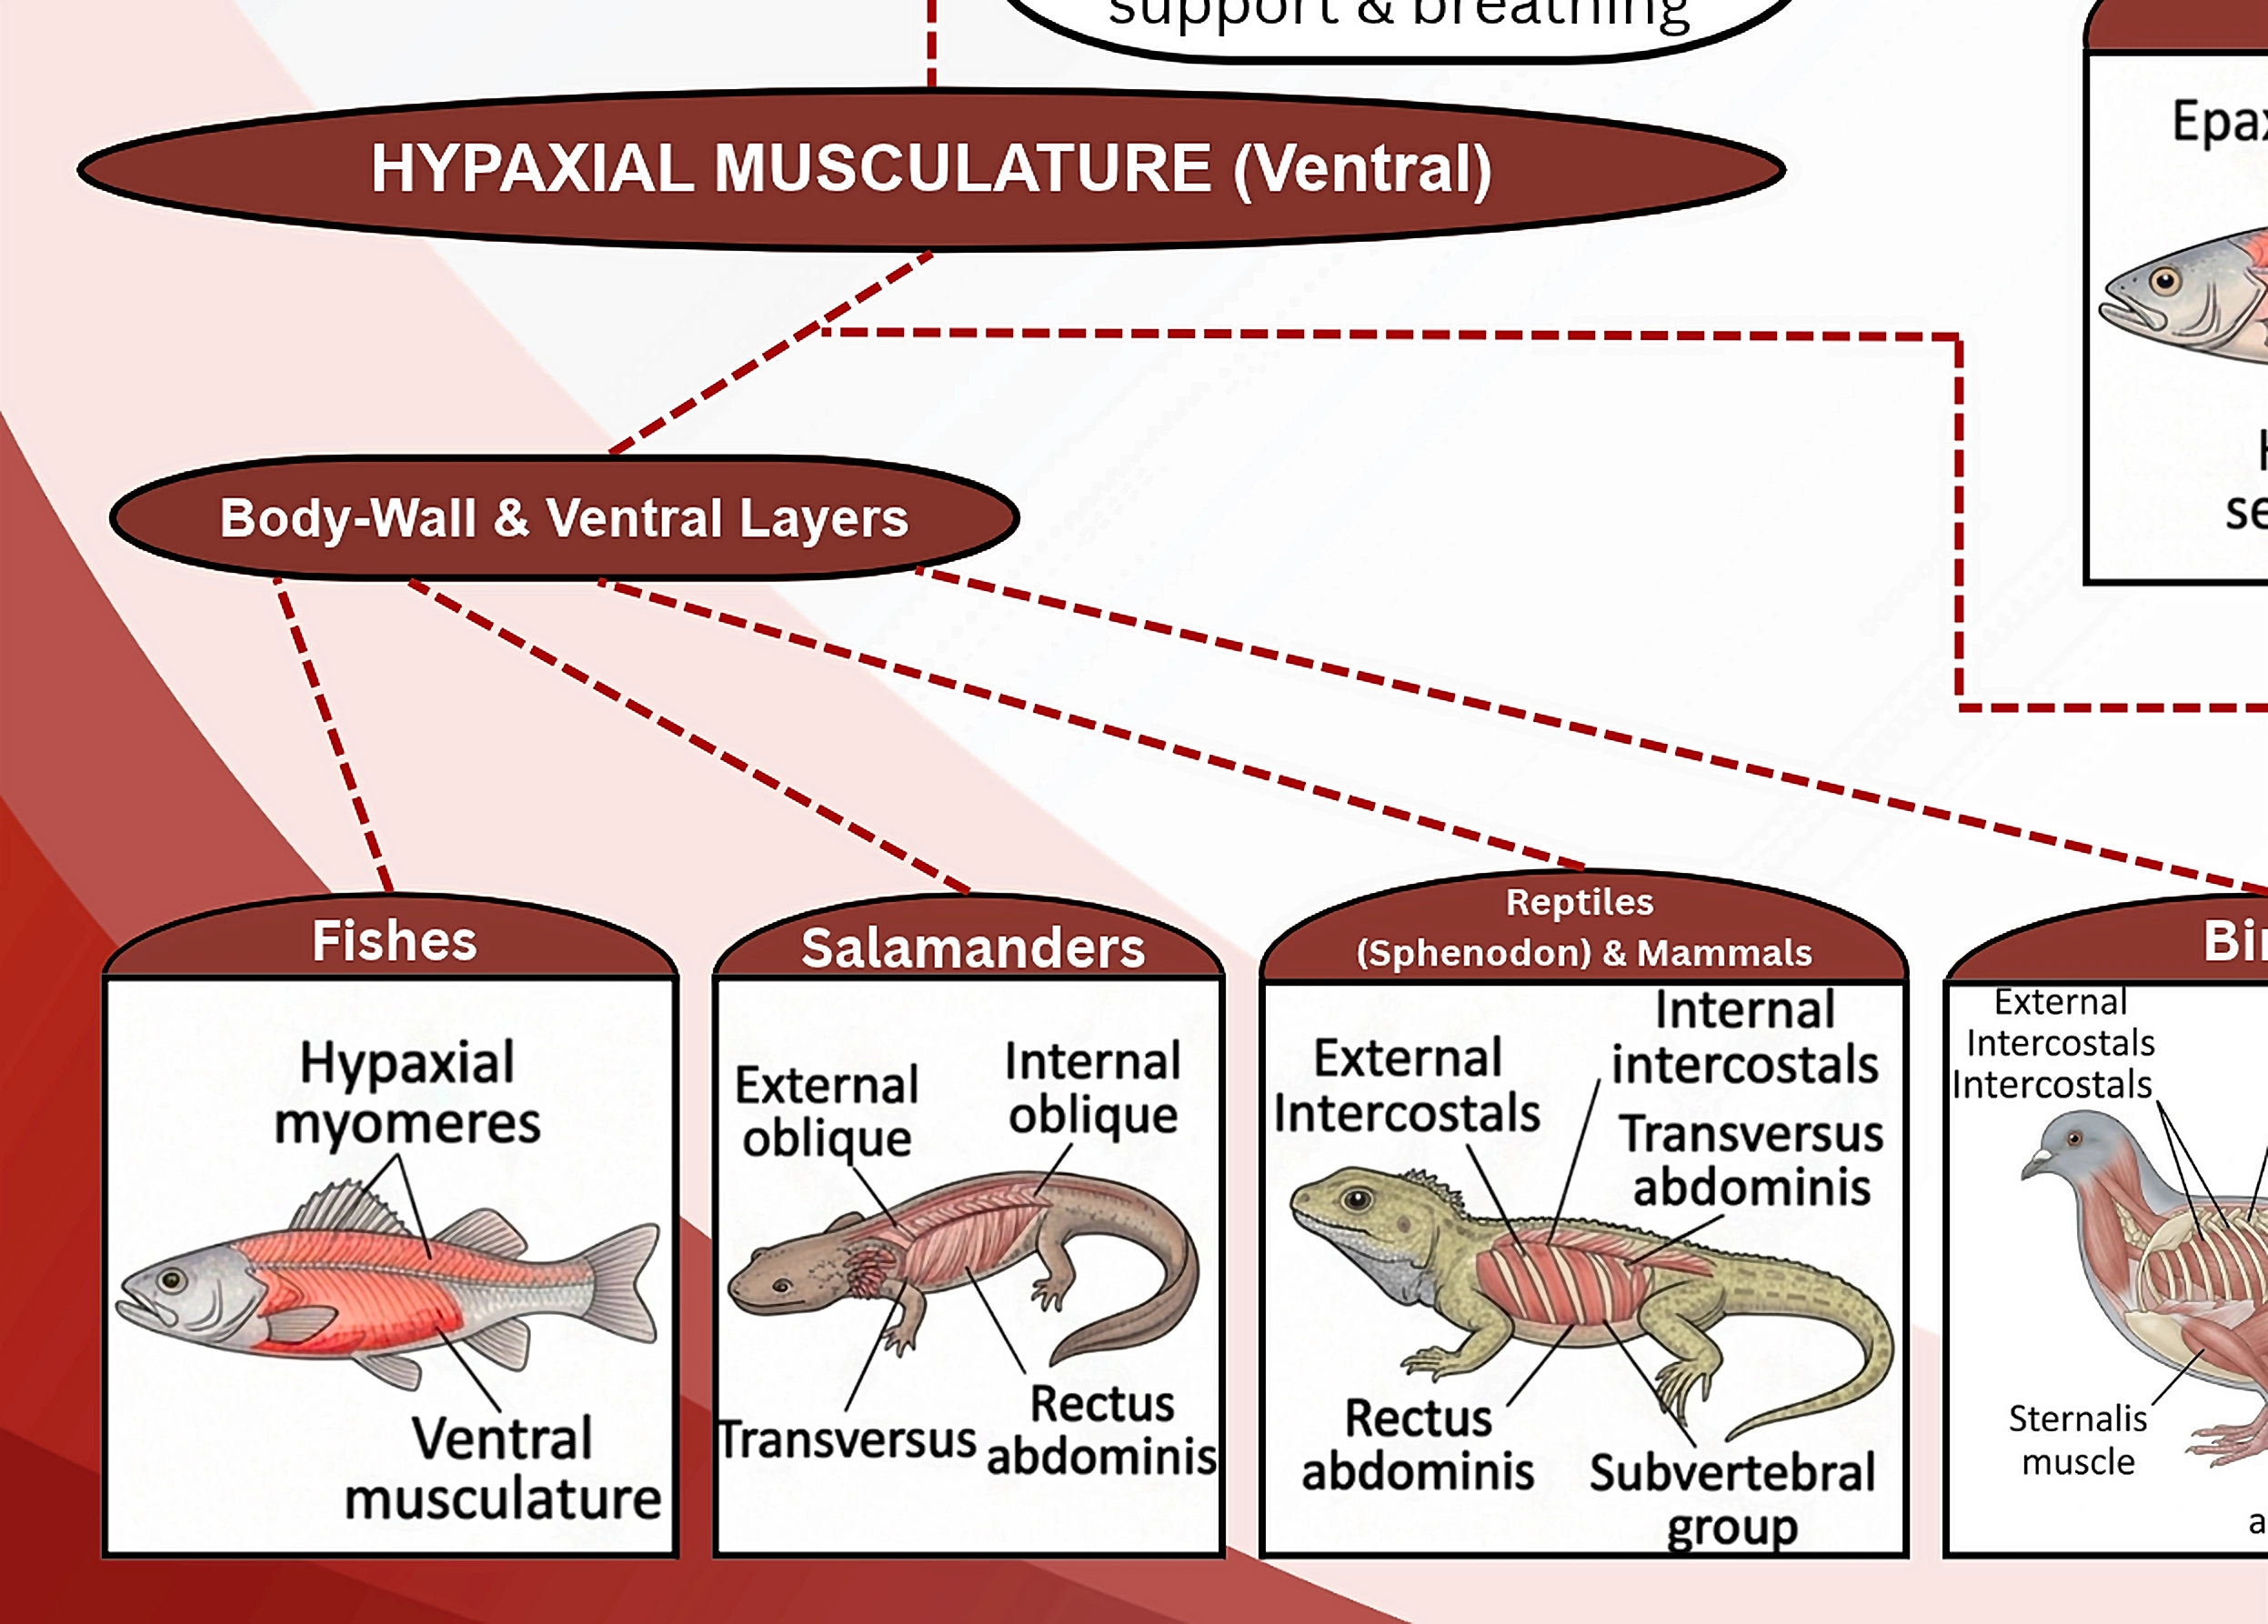 support & breathing
HYPAXIAL MUSCULATURE (Ventral)
Body-Wall & Ventral Layers
Fishes
Hypaxial
myomeres
Ventral
musculature
Salamanders
External
oblique
Internal
oblique
Transversus
Rectus
abdominis
Reptiles
(Sphenodon) & Mammals
External
Intercostals
Internal
intercostals
Transversus
abdominis
Rectus
abdominis
Subvertebral
group
External
Intercostals
Intercostals
Sternalis
muscle